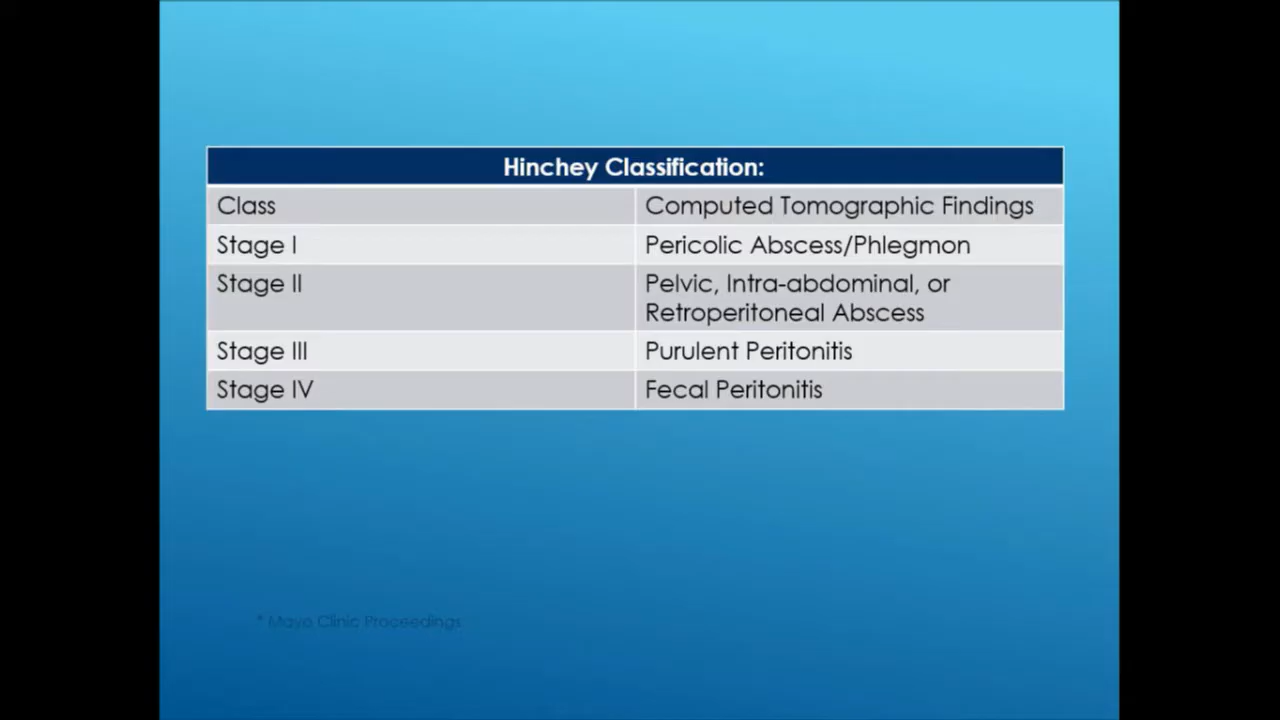 Hinchey Classification:
Class
Computed Tomographic Findings
Stage I
Pericolic Abscess/Phlegmon
Stage II
Pelvic, Intra-abdominal, or
Retroperitoneal Abscess
Stage III
Purulent Peritonitis
Stage IV
Fecal Peritonitis
* Mayo Clinic Proceedings